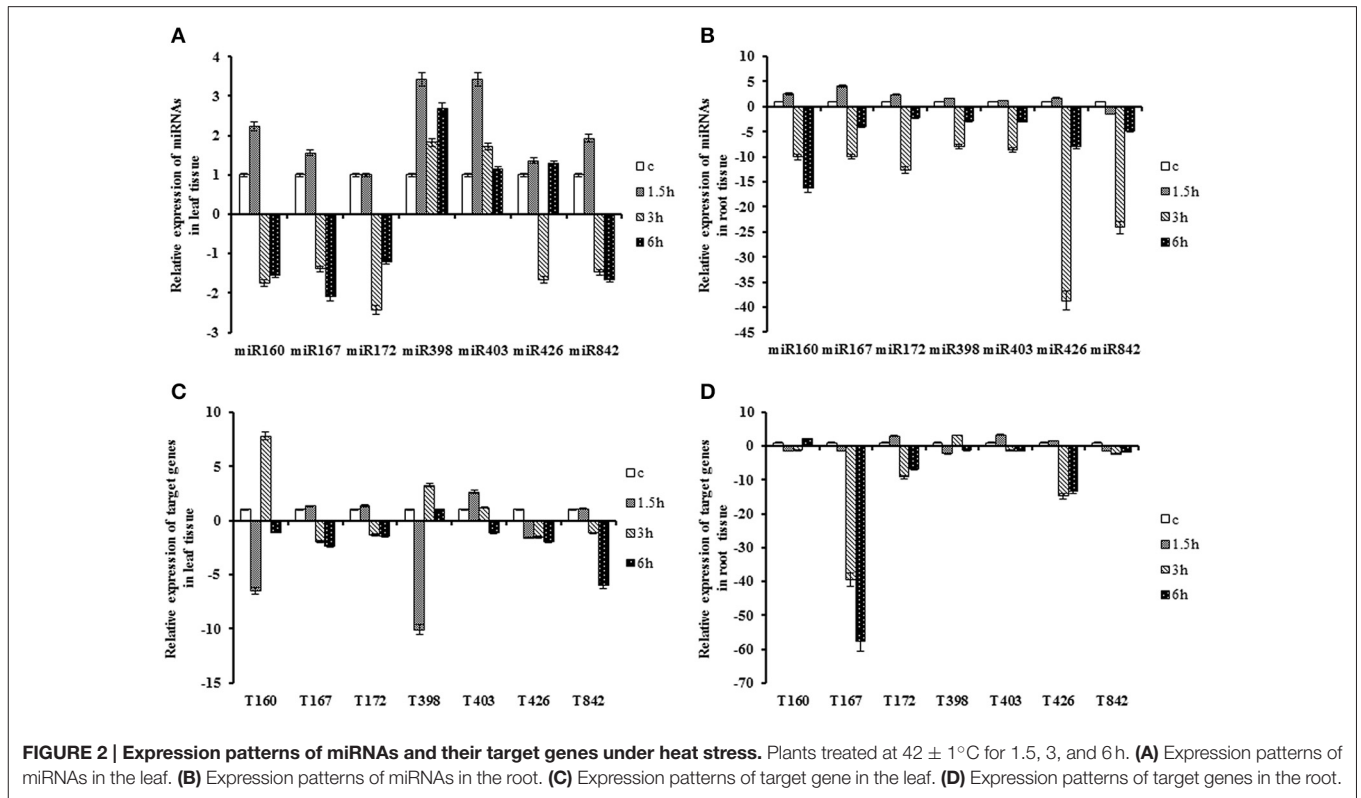 A
Relative expression of miRNAs
in leaf tissue
4
3
2
1
0
-1
-2
-3
miR160 miR167 miR172 miR398 miR403 miR426 miR842
c
1.5h
3h
6h
B
Relative expression of miRNAs
in root tissue
10
5
0
-5
-10
-15
-20
-25
-30
-35
-40
-45
miR160 miR167 miR172 miR398 miR403 miR426 miR842
c
1.5h
3h
6h
C
Relative expression of target genes
in leaf tissue
10
5
0
-5
-10
-15
T160 T167 T172 T398 T403 T426 T842
c
1.5h
3h
6h
D
Relative expression of target genes
in root tissue
10
0
-10
-20
-30
-40
-50
-60
-70
T160 T167 T172 T398 T403 T426 T842
c
1.5h
3h
6h
FIGURE 2 | Expression patterns of miRNAs and their target genes under heat stress. Plants treated at 42 ± 1°C for 1.5, 3, and 6 h. (A) Expression patterns of
miRNAs in the leaf. (B) Expression patterns of miRNAs in the root. (C) Expression patterns of target gene in the leaf. (D) Expression patterns of target genes in the root.